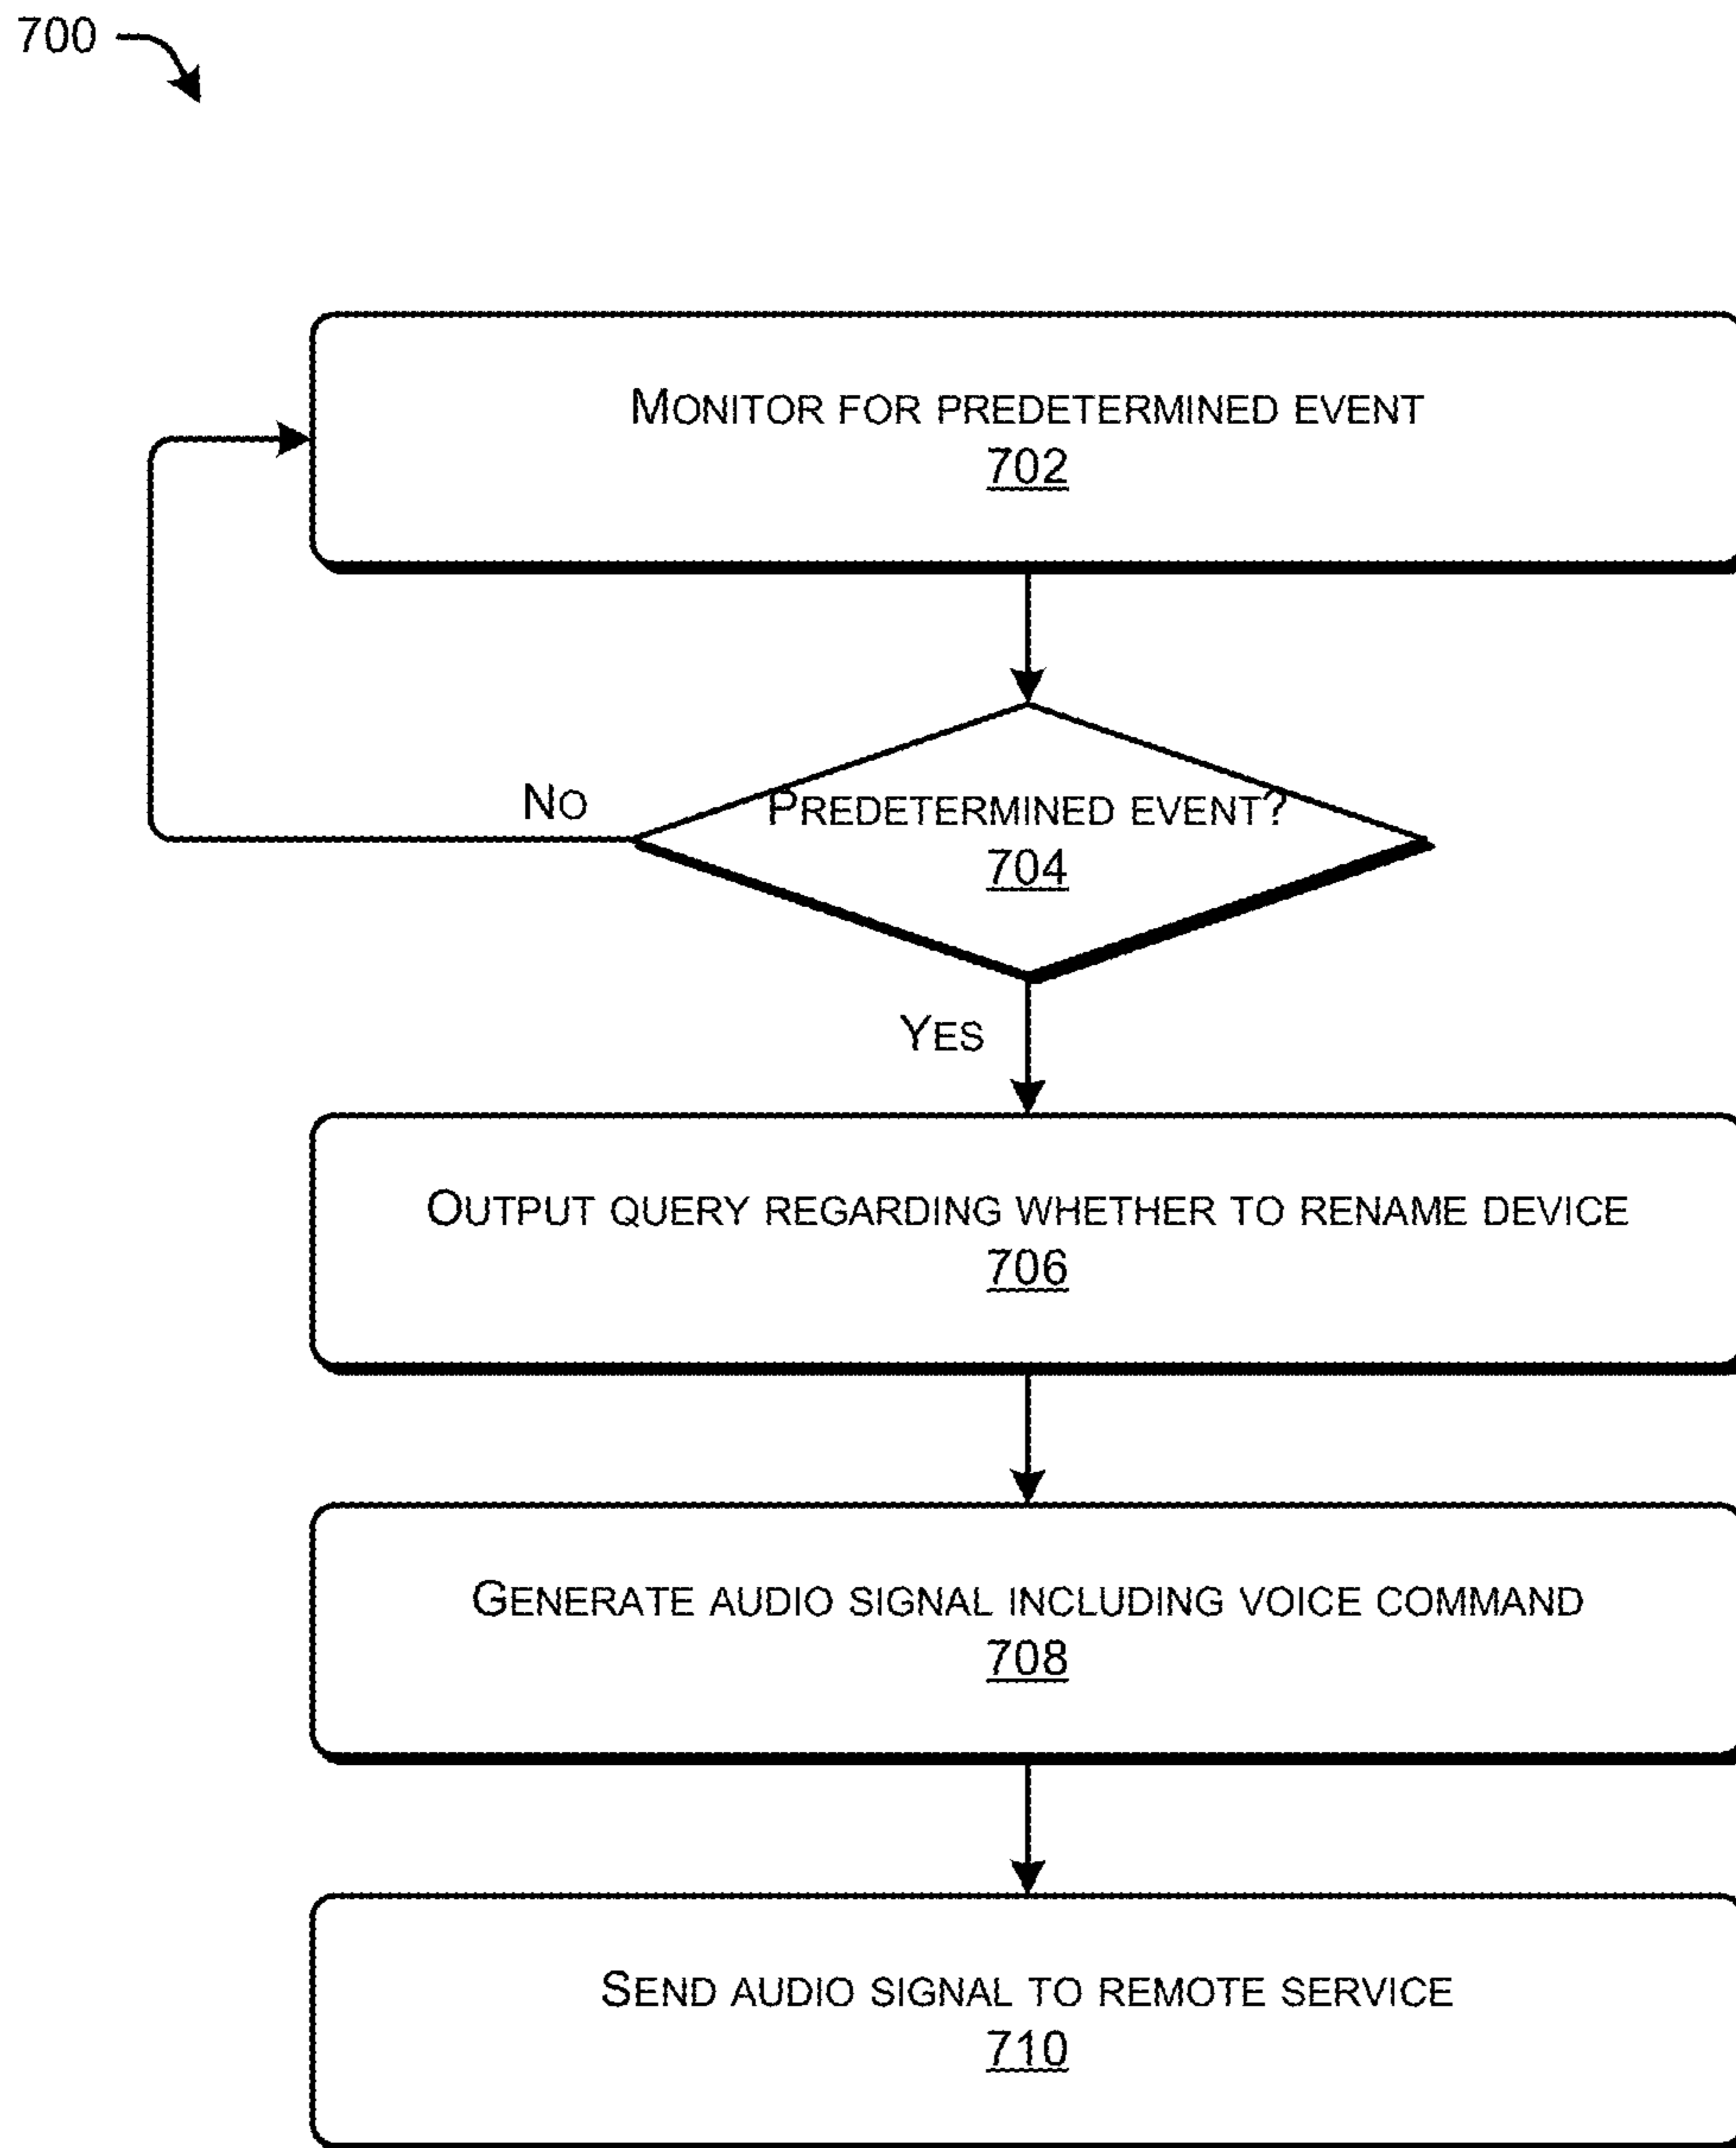 700
MONITOR FOR PREDETERMINED EVENT
702
NO
PREDETERMINED EVENT?
704
YES
OUTPUT QUERY REGARDING WHETHER TO RENAME DEVICE
706
GENERATE AUDIO SIGNAL INCLUDING VOICE COMMAND
708
SEND AUDIO SIGNAL TO REMOTE SERVICE
710